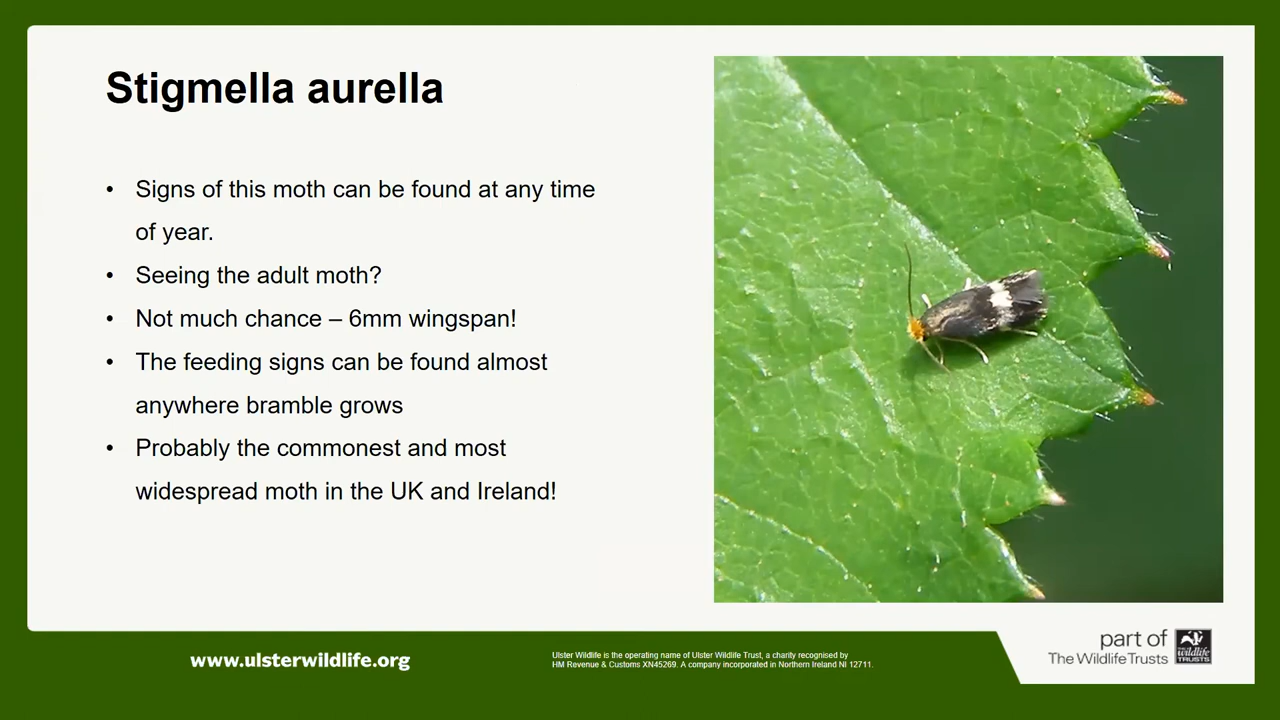 Stigmella aurella
• Signs of this moth can be found at any time
of year.
• Seeing the adult moth?
• Not much chance – 6mm wingspan!
• The feeding signs can be found almost
anywhere bramble grows
• Probably the commonest and most
widespread moth in the UK and Ireland!
www.ulsterwildlife.org
Ulster Wildlife is the operating name of Ulster Wildlife Trust, a charity recognised by
HM Revenue & Customs XN45269. A company incorporated in Northern Ireland NI 12711.
part of
The Wildlife Trusts
THE
wildlife
TRUSTS